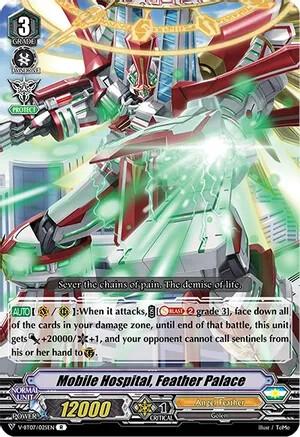 3
GRADE
PROTECT
Sever the chains of pain. The demise of life.
AUTO [ ]:When it attacks, [ BLAST 2 grade 3], face down all
of the cards in your damage zone, until end of that battle, this unit
gets +20000/ +1, and your opponent cannot call sentinels from
his or her hand to .
NORMAL UNIT
Mobile Hospital, Feather Palace
POWER
12000
1
CRITICAL
Angel Feather
Golem
V-BT07/025EN R
Illust / ToMo